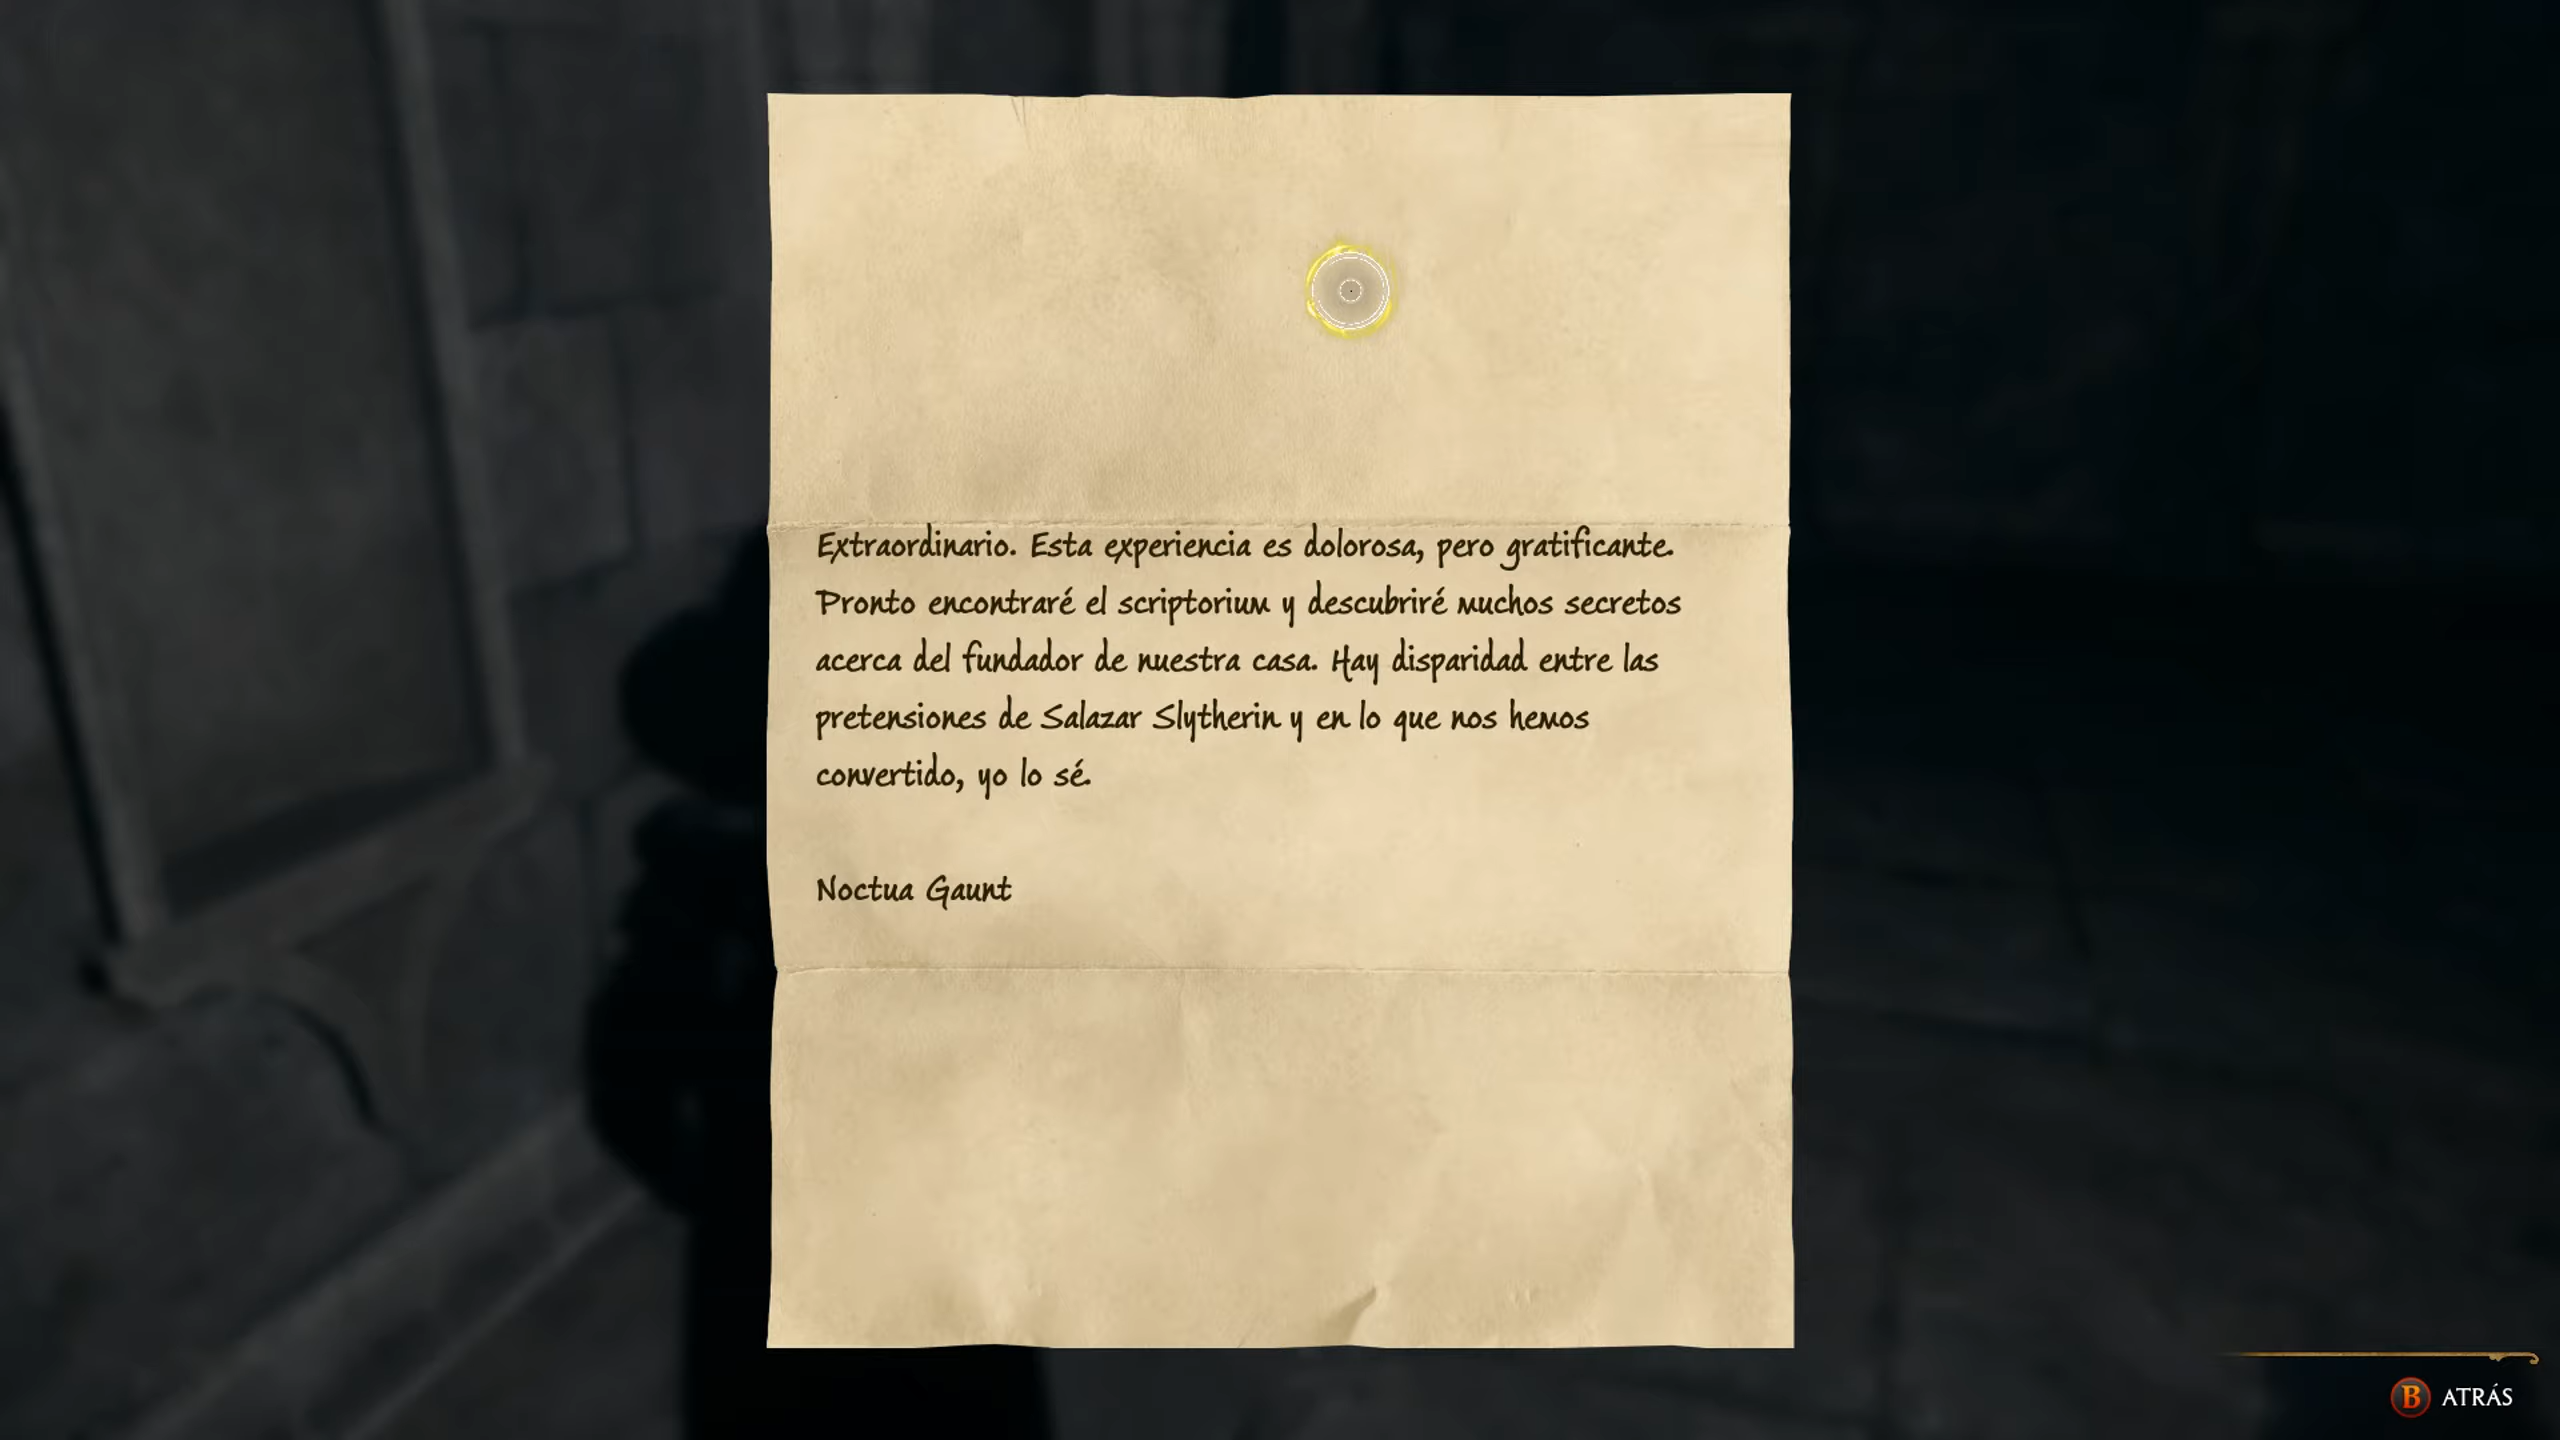 Extraordinario. Esta experiencia es dolorosa, pero gratificante.
Pronto encontraré el scriptorium y descubriré muchos secretos
acerca del fundador de nuestra casa. Hay disparidad entre las
pretensiones de Salazar Slytherin y en lo que nos hemos
convertido, yo lo sé.
Noctua Gaunt
B ATRÁS